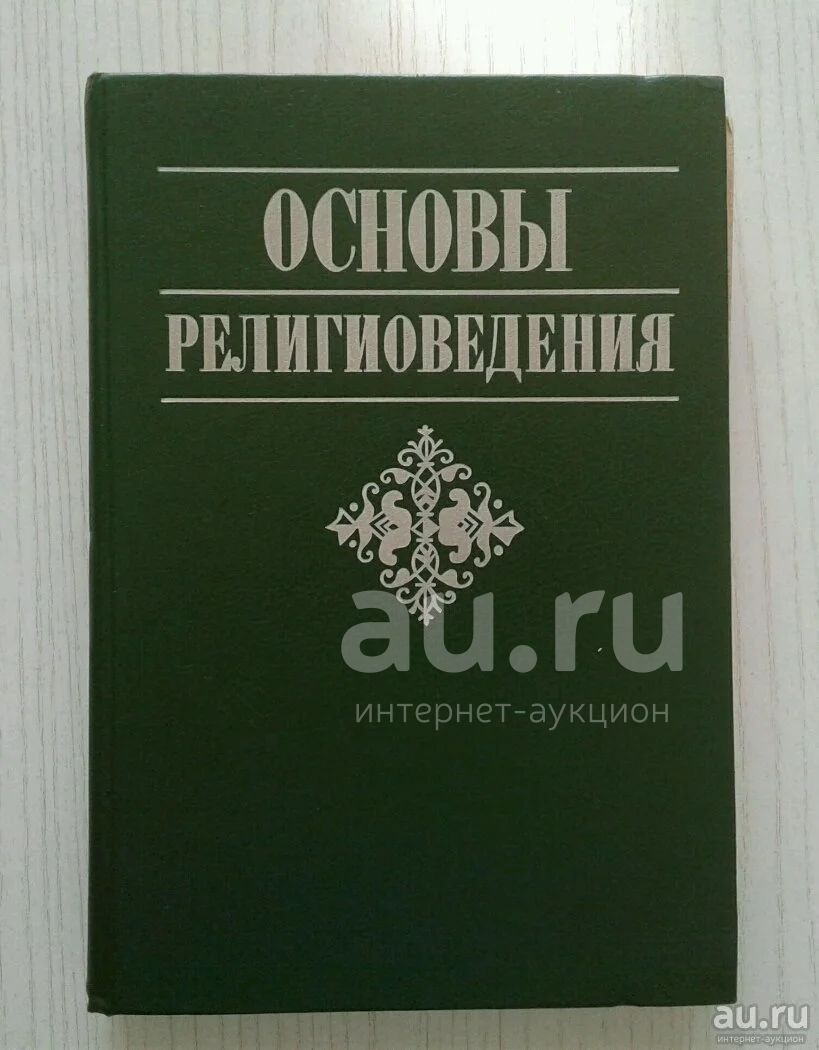 ОСНОВЫ
РЕЛИГИОВЕДЕНИЯ
au.ru
интернет-аукцион
au.ru
интернет-аукцион